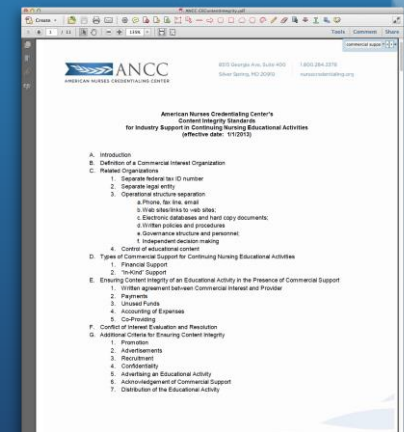 ANCC-CICContentIntegrity.pdf
Create
1 / 11
139%
Tools Comment Share
commercial suppo
ANCC
AMERICAN NURSES CREDENTIALING CENTER
8515 Georgia Ave, Suite 400
Silver Spring, MD 20910
1.800.284.2378
nursecredentialing.org
American Nurses Credentialing Center's
Content Integrity Standards
for Industry Support in Continuing Nursing Educational Activities
(effective date: 1/1/2013)
A. Introduction
B. Definition of a Commercial Interest Organization
C. Related Organizations
1. Separate federal tax ID number
2. Separate legal entity
3. Operational structure separation
a. Phone, fax line, email
b. Web sites/links to web sites;
c. Electronic databases and hard copy documents;
d. Written policies and procedures
e. Governance structure and personnel;
f. Independent decision making
4. Control of educational content
D. Types of Commercial Support for Continuing Nursing Educational Activities
1. Financial Support
2. "In-Kind" Support
E. Ensuring Content Integrity of an Educational Activity in the Presence of Commercial Support
1. Written agreement between Commercial Interest and Provider
2. Payments
3. Unused Funds
4. Accounting of Expenses
5. Co-Providing
F. Conflict of Interest Evaluation and Resolution
G. Additional Criteria for Ensuring Content Integrity
1. Promotion
2. Advertisements
3. Recruitment
4. Confidentiality
5. Advertising an Educational Activity
6. Acknowledgement of Commercial Support
7. Distribution of the Educational Activity